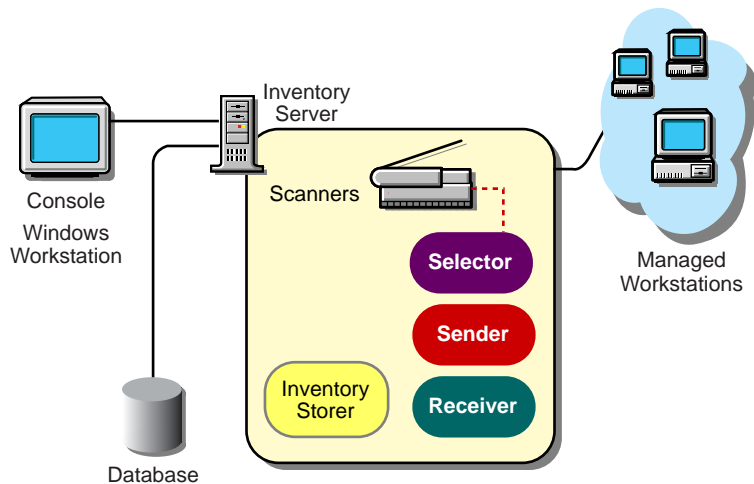 Inventory
Server
Console
Windows
Workstation
Scanners
Selector
Sender
Inventory
Storer
Receiver
Managed
Workstations
Database